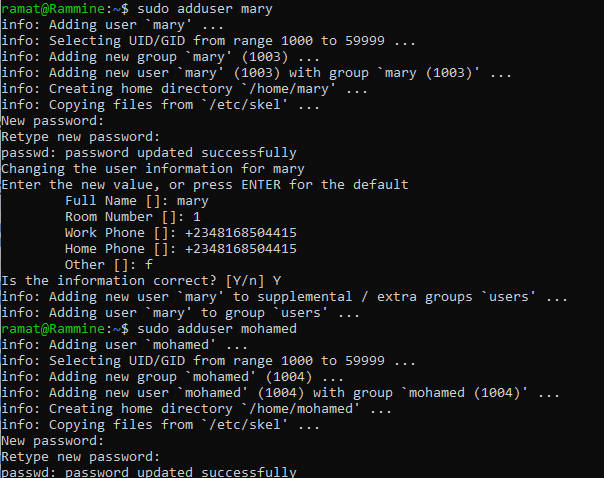 ramat@Rammine:~$ sudo adduser mary
info: Adding user `mary' ...
info: Selecting UID/GID from range 1000 to 59999 ...
info: Adding new group `mary' (1003) ...
info: Adding new user `mary' (1003) with group `mary (1003)' ...
info: Creating home directory `/home/mary' ...
info: Copying files from `/etc/skel' ...
New password:
Retype new password:
passwd: password updated successfully
Changing the user information for mary
Enter the new value, or press ENTER for the default
        Full Name []: mary
        Room Number []: 1
        Work Phone []: +2348168504415
        Home Phone []: +2348168504415
        Other []: f
Is the information correct? [Y/n] Y
info: Adding new user `mary' to supplemental / extra groups `users' ...
info: Adding user `mary' to group `users' ...
ramat@Rammine:~$ sudo adduser mohamed
info: Adding user `mohamed' ...
info: Selecting UID/GID from range 1000 to 59999 ...
info: Adding new group `mohamed' (1004) ...
info: Adding new user `mohamed' (1004) with group `mohamed (1004)' ...
info: Creating home directory `/home/mohamed' ...
info: Copying files from `/etc/skel' ...
New password:
Retype new password:
passwd: password updated successfully